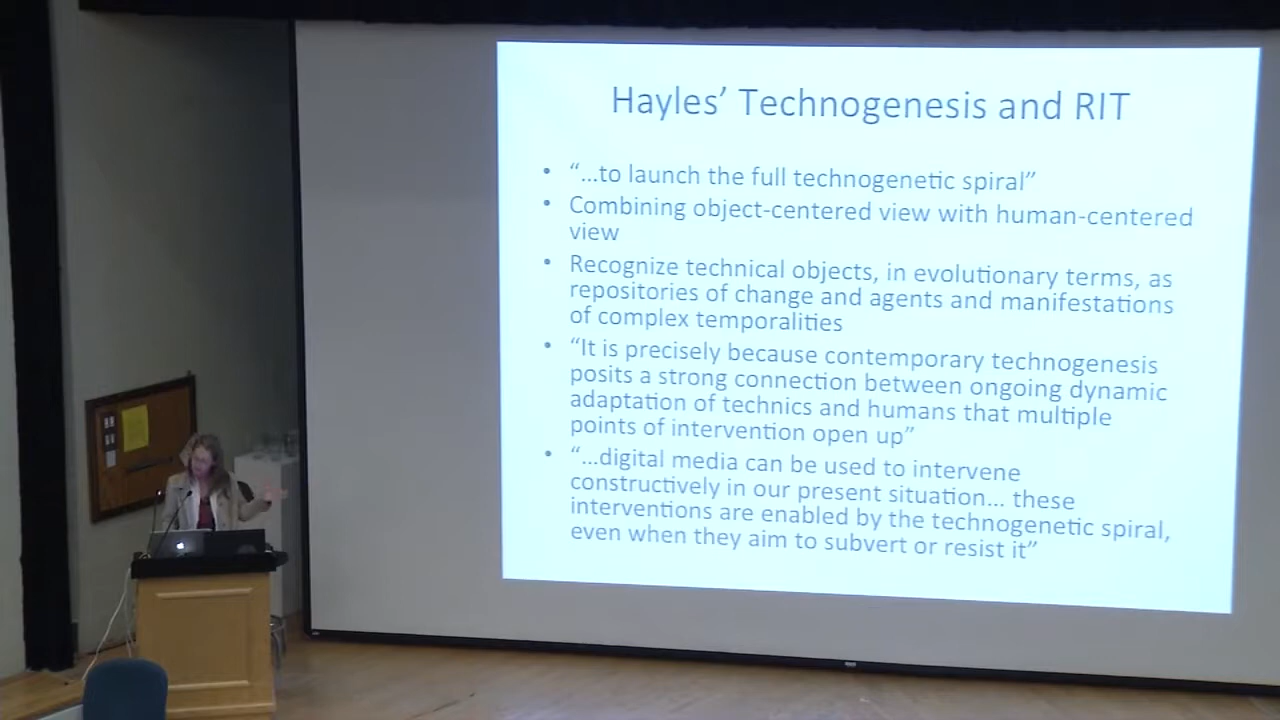 Hayles’ Technogenesis and RIT
• “...to launch the full technogenetic spiral”
• Combining object-centered view with human-centered
view
• Recognize technical objects, in evolutionary terms, as
repositories of change and agents and manifestations
of complex temporalities
• “It is precisely because contemporary technogenesis
posits a strong connection between ongoing dynamic
adaptation of technics and humans that multiple
points of intervention open up”
• “...digital media can be used to intervene
constructively in our present situation... these
interventions are enabled by the technogenetic spiral,
even when they aim to subvert or resist it”